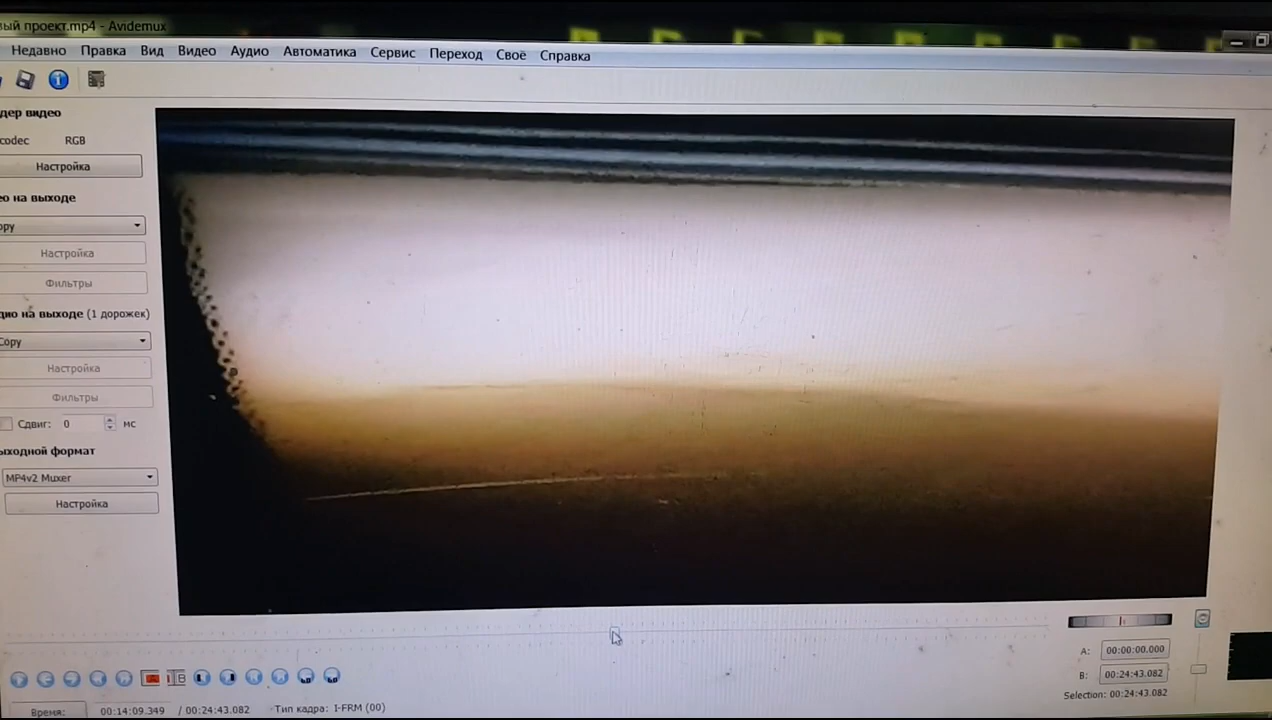 ый проект.mp4 - Avidemux
Недавно Правка Вид Видео Аудио Автоматика Сервис Переход Своё Справка
дер видео
codec RGB
Настройка
ео на выходе
opy
Настройка
Фильтры
дио на выходе (1 дорожек)
Copy
Настройка
Фильтры
Сдвиг: 0 мс
ыходной формат
MP4v2 Muxer
Настройка
A: 00:00:00.000
B: 00:24:43.082
Selection: 00:24:43.082
Время: 00:14:09.349 / 00:24:43.082 Тип кадра: I-FRM (00)